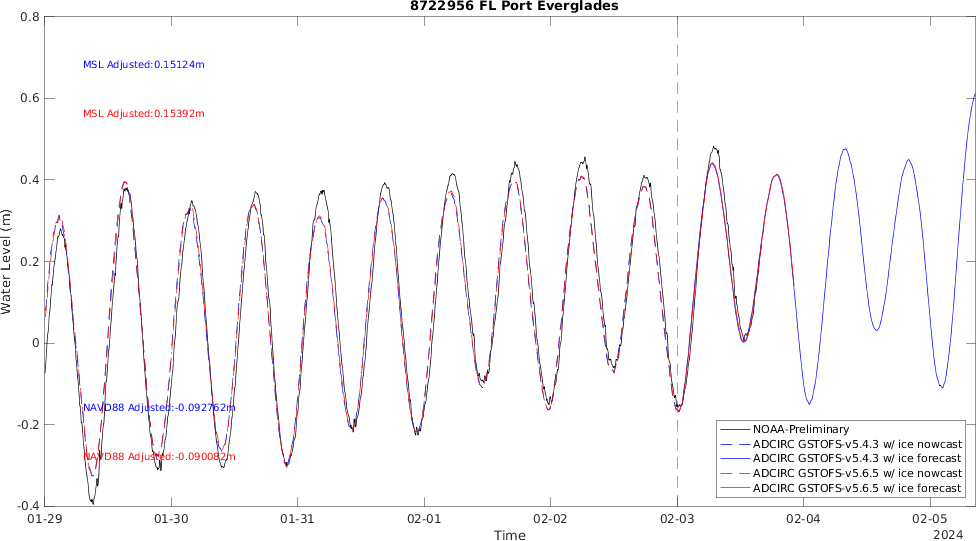 8722956 FL Port Everglades
0.8
MSL Adjusted:0.15124m
0.6
MSL Adjusted:0.15392m
0.4
0.2
Water Level (m)
0
NAVD88 Adjusted:-0.092762m
-0.2
NAVD88 Adjusted:-0.090082m
NOAA-Preliminary
ADCIRC GSTOFS-v5.4.3 w/ ice nowcast
ADCIRC GSTOFS-v5.4.3 w/ ice forecast
ADCIRC GSTOFS-v5.6.5 w/ ice nowcast
ADCIRC GSTOFS-v5.6.5 w/ ice forecast
-0.4
01-29 01-30 01-31 02-01 02-02 02-03 02-04 02-05
Time
2024